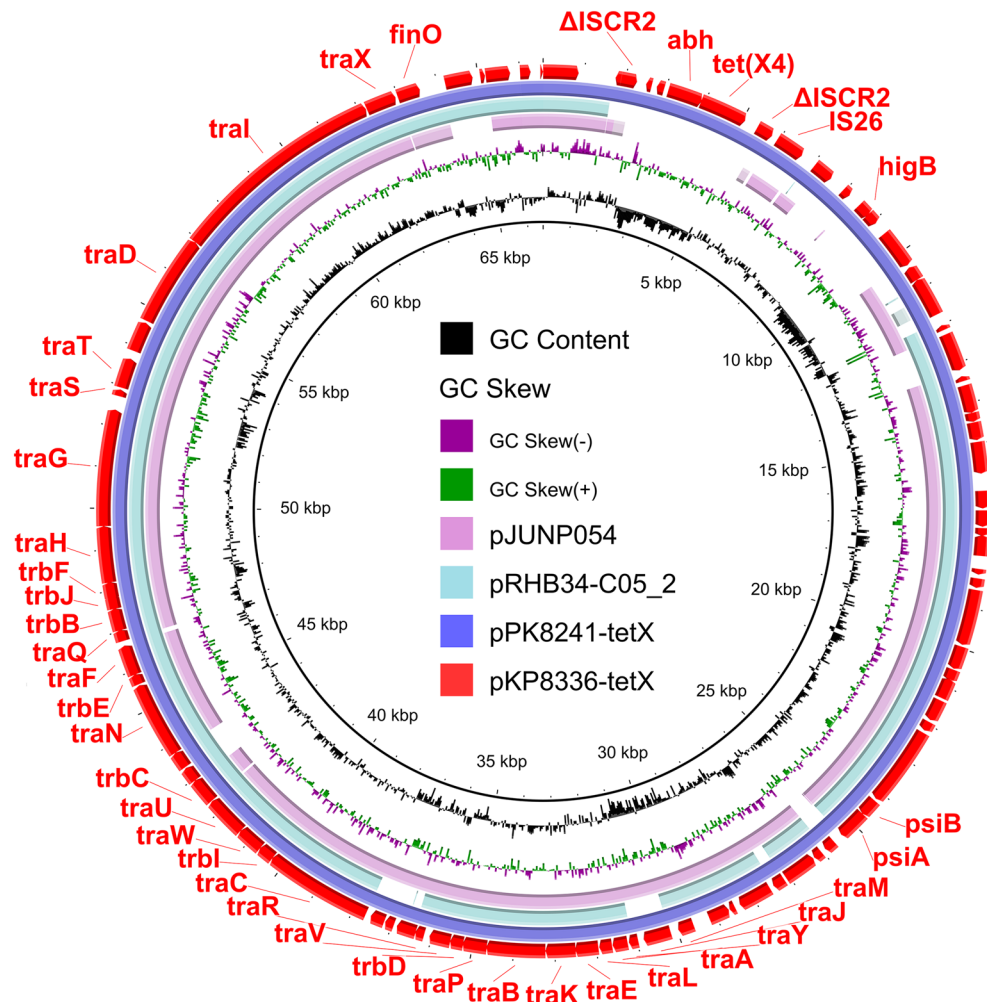 ΔISCR2
abh
tet(X4)
ΔISCR2
IS26
higB
finO
traX
traI
traD
traT
traS
traG
traH
trbF
trbJ
trbB
traQ
traF
trbE
traN
trbC
traU
traW
trbI
traC
traR
traV
trbD
traP
traB
traK
traE
traL
traA
traY
traJ
traM
psiA
psiB
65 kbp
5 kbp
60 kbp
10 kbp
55 kbp
15 kbp
50 kbp
20 kbp
45 kbp
25 kbp
40 kbp
30 kbp
35 kbp
GC Content
GC Skew
GC Skew(-)
GC Skew(+)
pJUNP054
pRHB34-C05_2
pPK8241-tetX
pKP8336-tetX